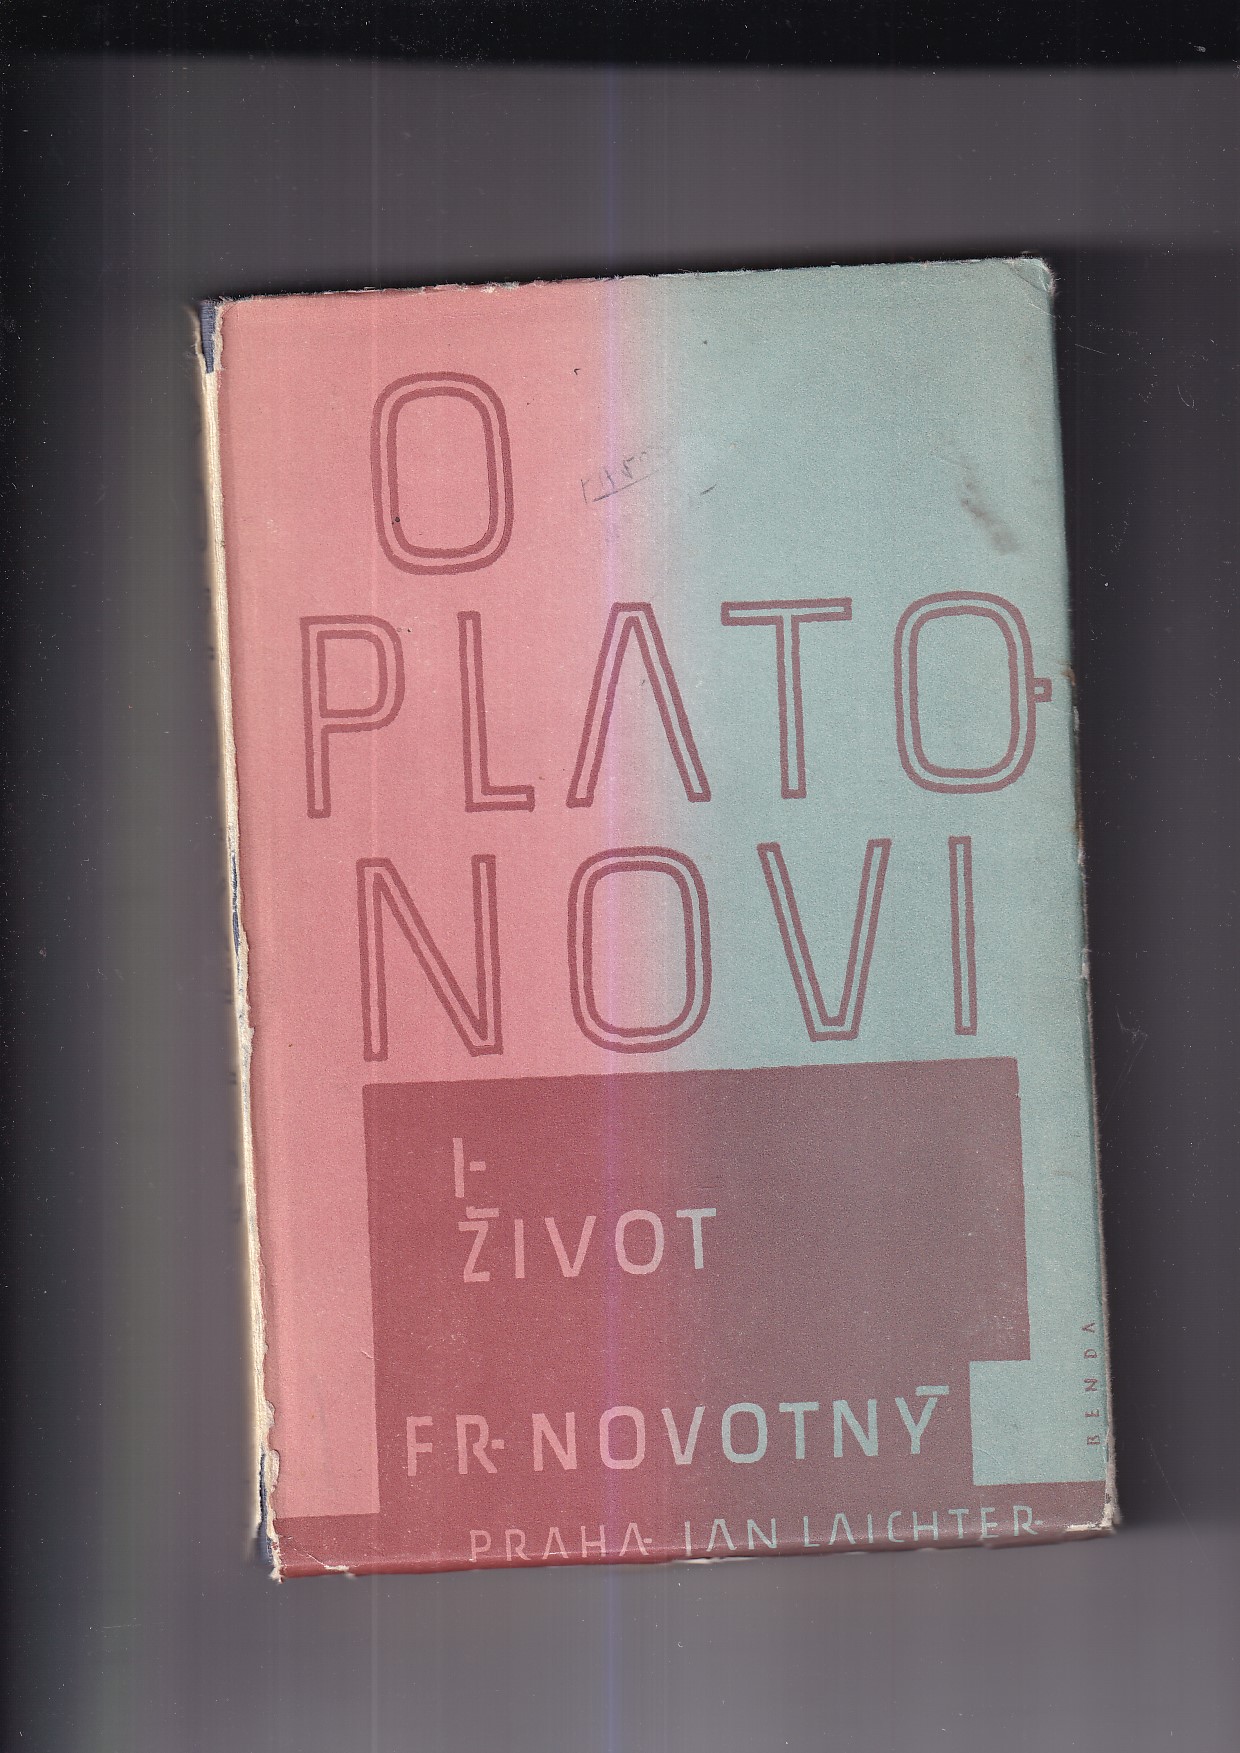 O
PLATO-
NOVI
I-
ŽIVOT
FR-NOVOTNÝ
BENDA
PRAHA- JAN LAICHTER-